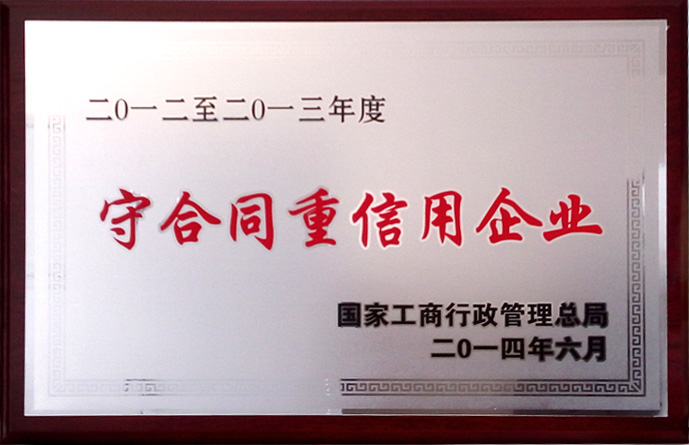 二0一二至二0一三年度
守合同重信用企业
国家工商行政管理总局
二0一四年六月